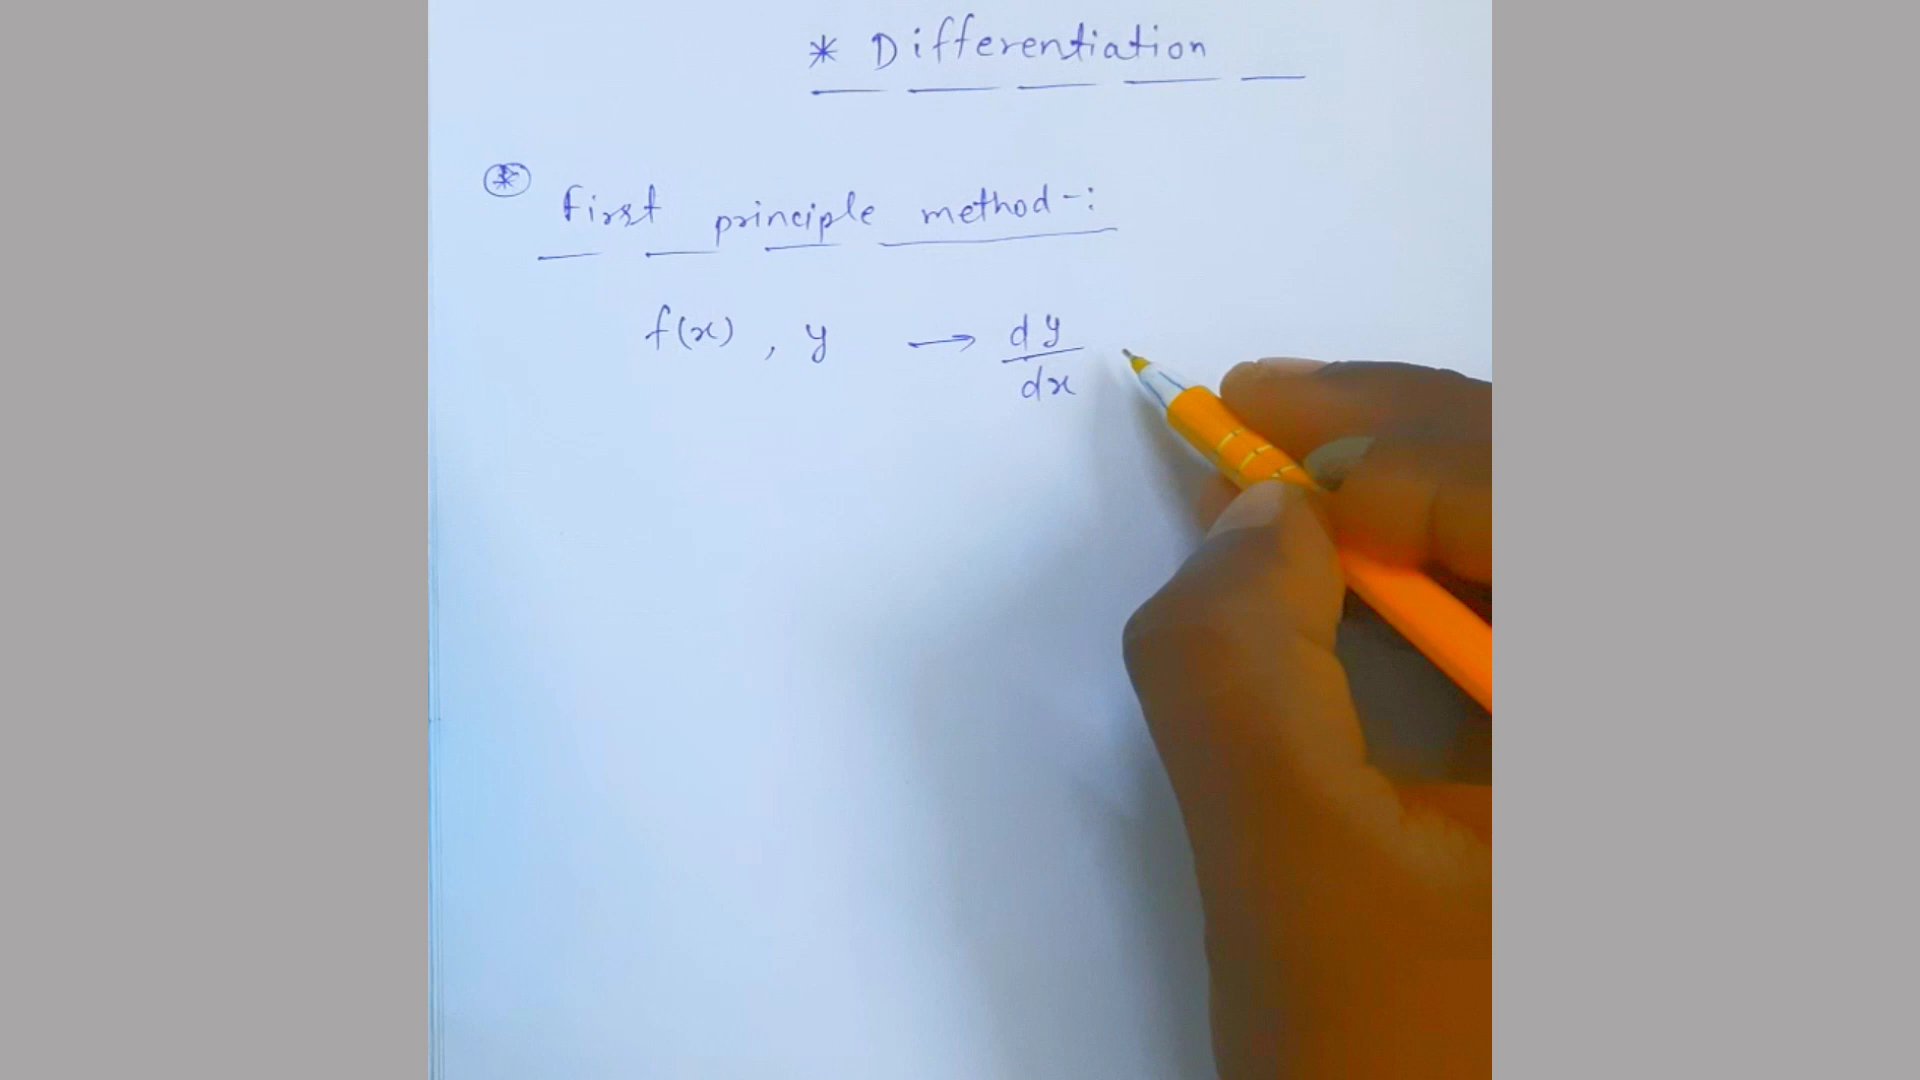 * Differentiation
* First principle method-:
f(x) , y → dy/dx